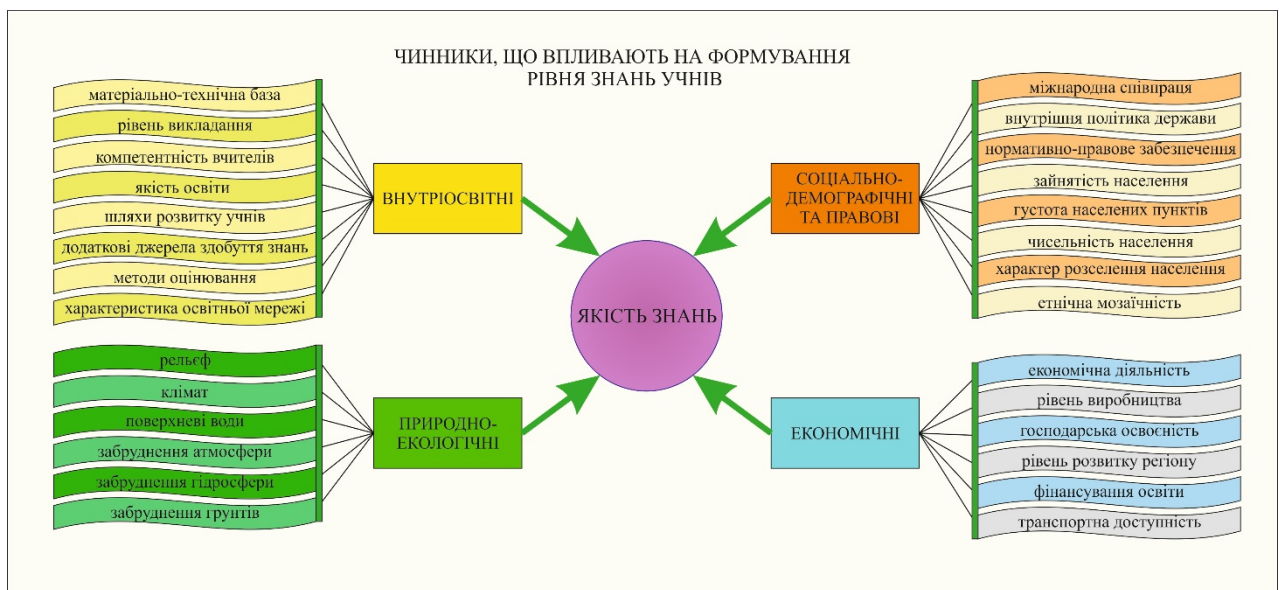 ЧИННИКИ, ЩО ВПЛИВАЮТЬ НА ФОРМУВАННЯ
РІВНЯ ЗНАНЬ УЧНІВ
матеріально-технічна база
рівень викладання
компетентність вчителів
якість освіти
шляхи розвитку учнів
додаткові джерела здобуття знань
методи оцінювання
характеристика освітньої мережі
ВНУТРІОСВІТНІ
СОЦІАЛЬНО-
ДЕМОГРАФІЧНІ
ТА ПРАВОВІ
міжнародна співпраця
внутрішня політика держави
нормативно-правове забезпечення
зайнятість населення
густота населених пунктів
чисельність населення
характер розселення населення
етнічна мозаїчність
ЯКІСТЬ ЗНАНЬ
рельєф
клімат
поверхневі води
забруднення атмосфери
забруднення гідросфери
забруднення грунтів
ПРИРОДНО-
ЕКОЛОГІЧНІ
ЕКОНОМІЧНІ
економічна діяльність
рівень виробництва
господарська освоєність
рівень розвитку регіону
фінансування освіти
транспортна доступність